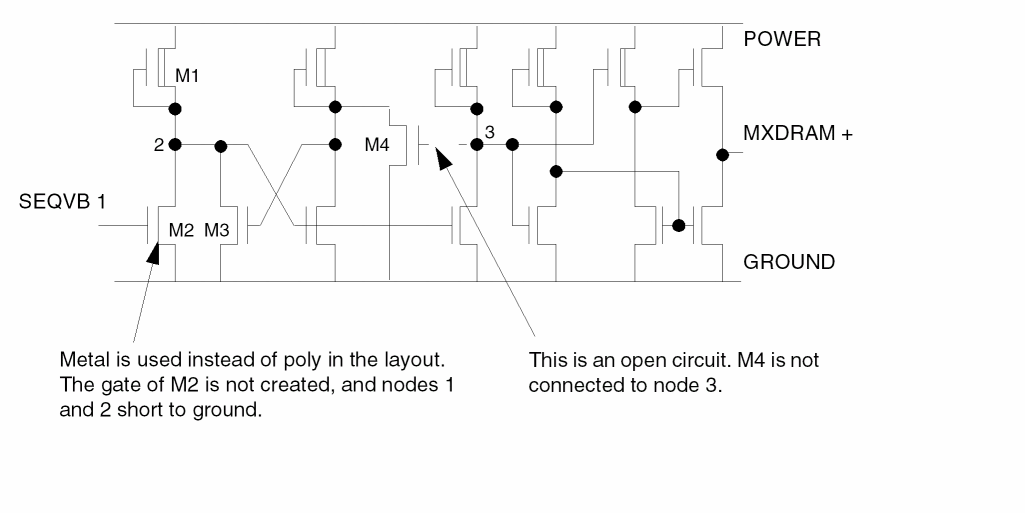 POWER
M1
MXDRAM +
2
M4
3
SEQVB 1
M2
M3
GROUND
Metal is used instead of poly in the layout.
The gate of M2 is not created, and nodes 1
and 2 short to ground.
This is an open circuit. M4 is not
connected to node 3.